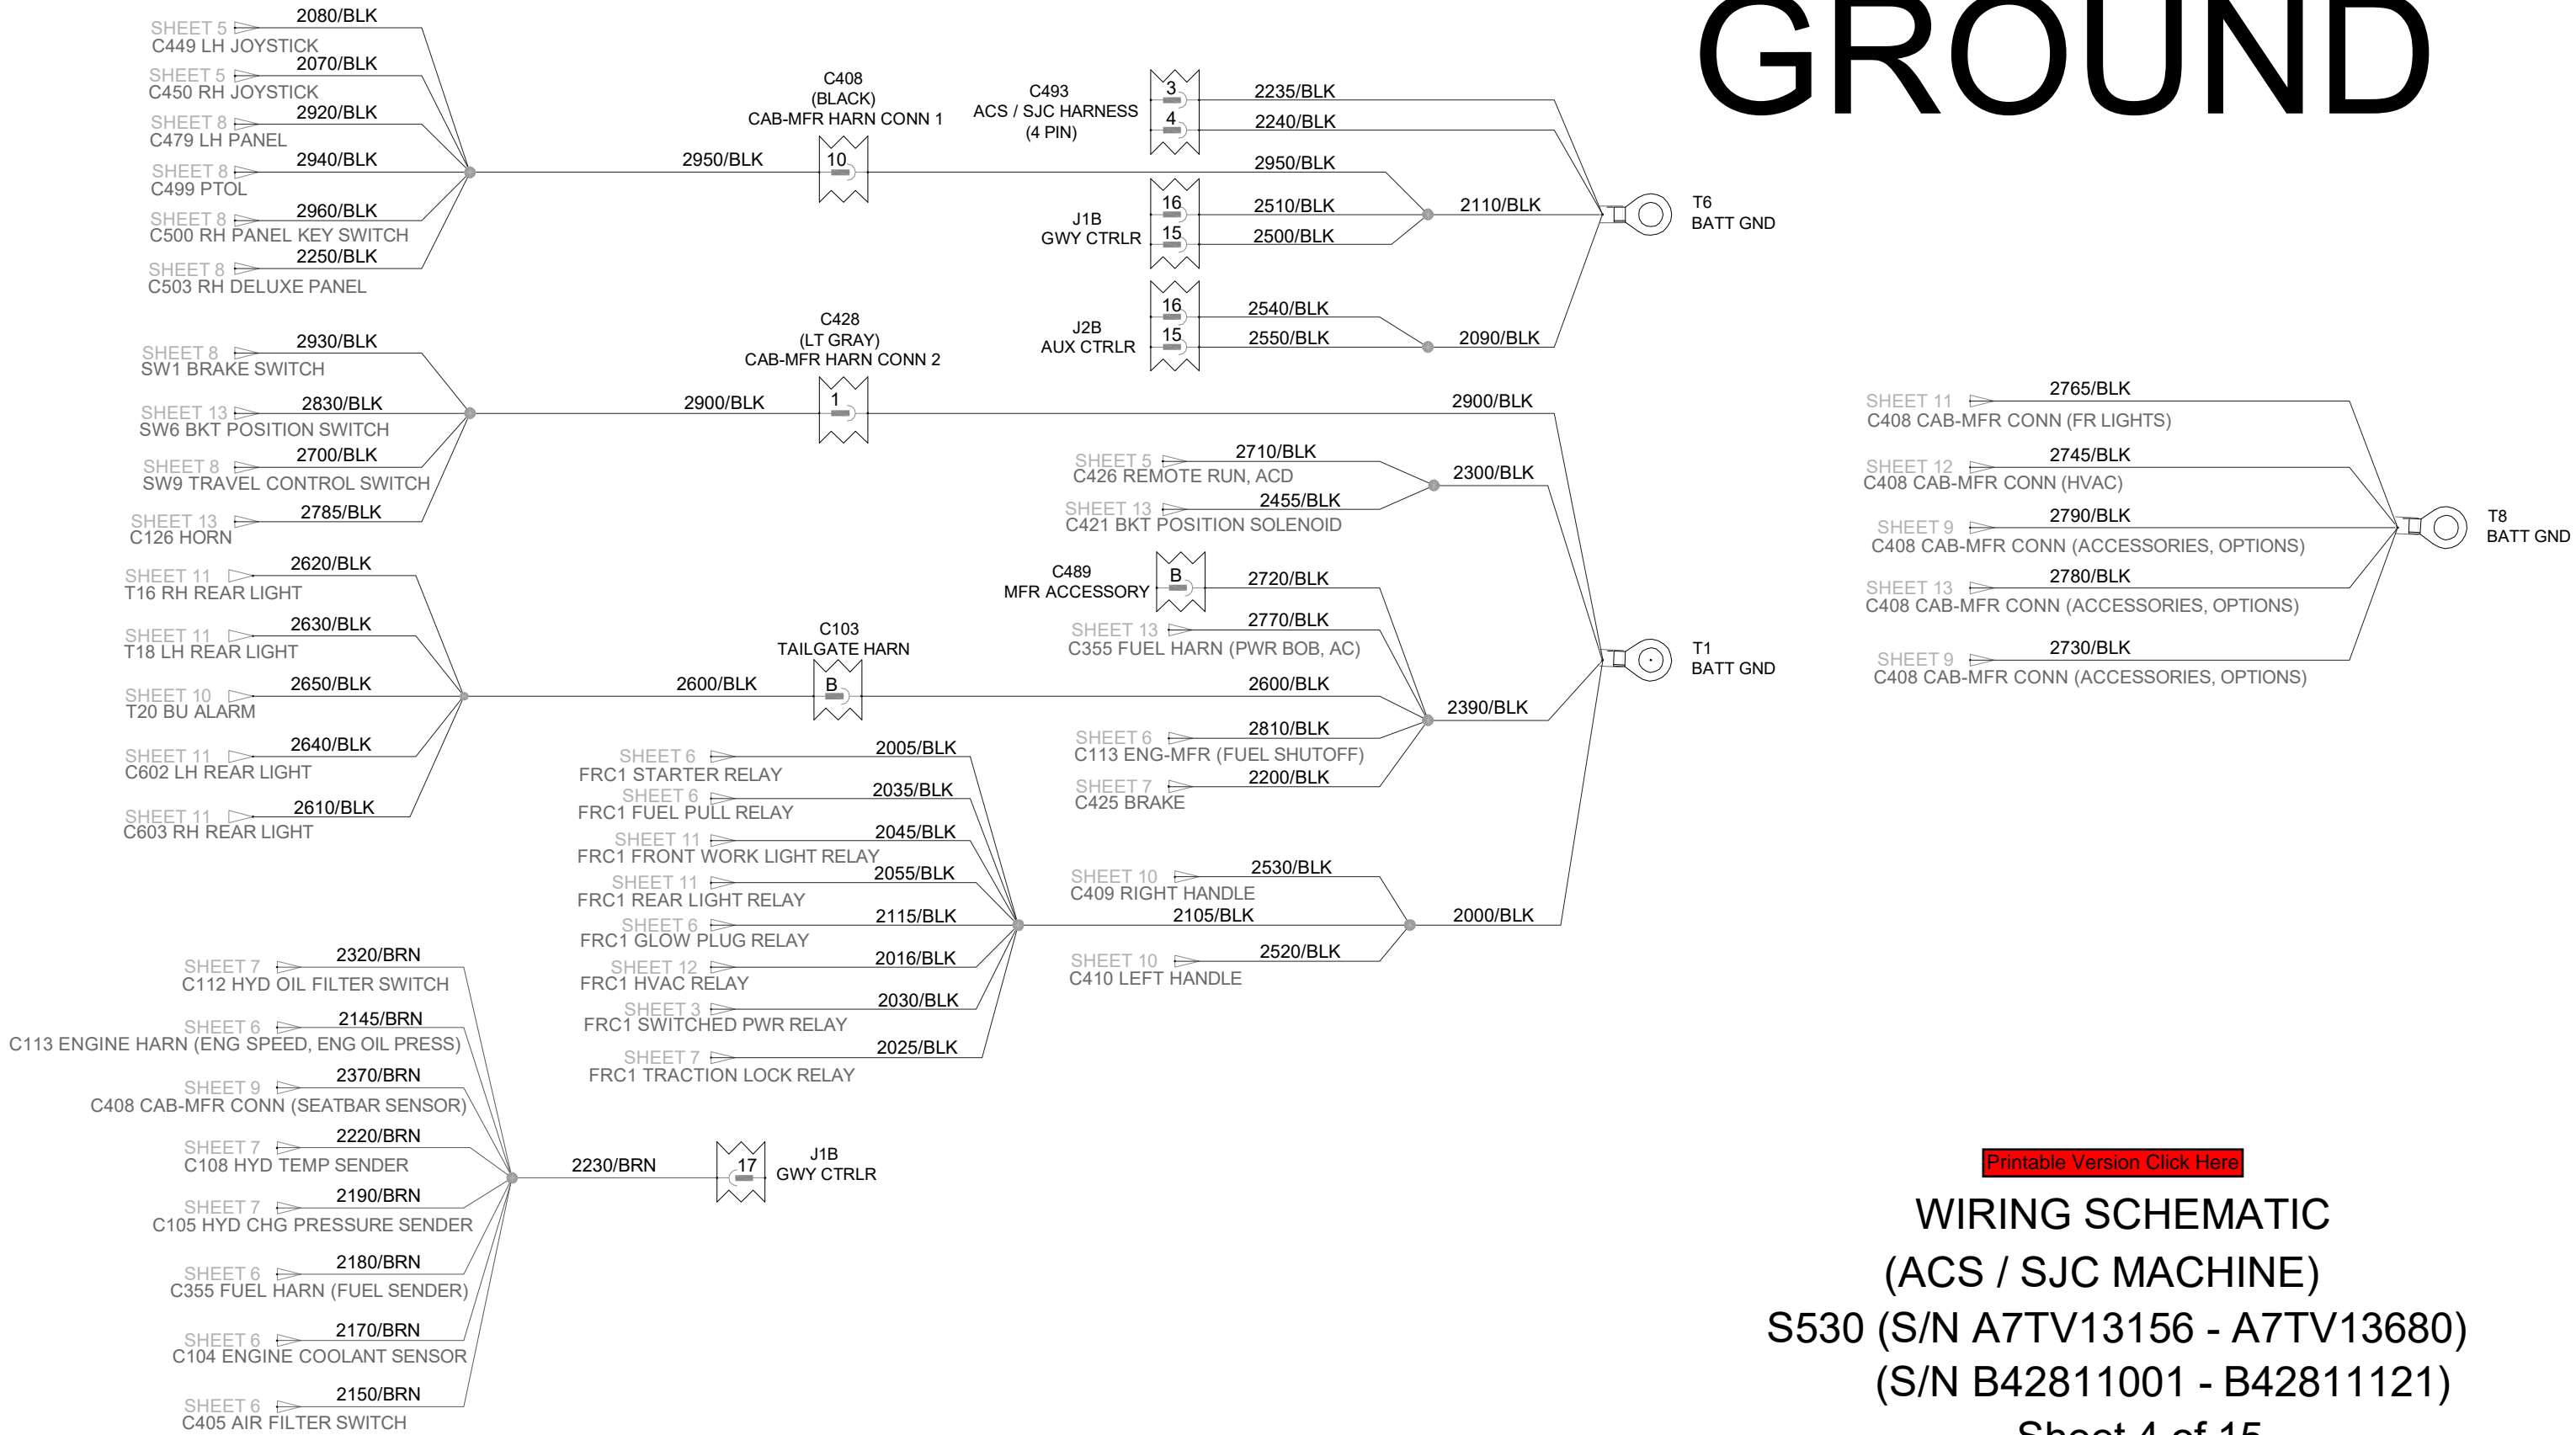 GROUND
2080/BLK
SHEET 5
C449 LH JOYSTICK
2070/BLK
SHEET 5
C450 RH JOYSTICK
2920/BLK
SHEET 8
C479 LH PANEL
2940/BLK
SHEET 8
C499 PTOL
2960/BLK
SHEET 8
C500 RH PANEL KEY SWITCH
2250/BLK
SHEET 8
C503 RH DELUXE PANEL
2950/BLK
C408
(BLACK)
CAB-MFR HARN CONN 1
10
C493
ACS / SJC HARNESS
(4 PIN)
3
4
2235/BLK
2240/BLK
2950/BLK
J1B
GWY CTRLR
16
15
2510/BLK
2500/BLK
2110/BLK
J2B
AUX CTRLR
16
15
2540/BLK
2550/BLK
2090/BLK
T6
BATT GND
2930/BLK
SHEET 8
SW1 BRAKE SWITCH
2830/BLK
SHEET 13
SW6 BKT POSITION SWITCH
2700/BLK
SHEET 8
SW9 TRAVEL CONTROL SWITCH
2785/BLK
SHEET 13
C126 HORN
2900/BLK
C428
(LT GRAY)
CAB-MFR HARN CONN 2
1
2900/BLK
2710/BLK
SHEET 5
C426 REMOTE RUN, ACD
2455/BLK
SHEET 13
C421 BKT POSITION SOLENOID
2300/BLK
2620/BLK
SHEET 11
T16 RH REAR LIGHT
2630/BLK
SHEET 11
T18 LH REAR LIGHT
2650/BLK
SHEET 10
T20 BU ALARM
2640/BLK
SHEET 11
C602 LH REAR LIGHT
2610/BLK
SHEET 11
C603 RH REAR LIGHT
2600/BLK
C103
TAILGATE HARN
B
C489
MFR ACCESSORY
B
2720/BLK
2770/BLK
SHEET 13
C355 FUEL HARN (PWR BOB, AC)
2600/BLK
2810/BLK
SHEET 6
C113 ENG-MFR (FUEL SHUTOFF)
2200/BLK
SHEET 7
C425 BRAKE
2390/BLK
T1
BATT GND
2005/BLK
SHEET 6
FRC1 STARTER RELAY
2035/BLK
SHEET 6
FRC1 FUEL PULL RELAY
2045/BLK
SHEET 11
FRC1 FRONT WORK LIGHT RELAY
2055/BLK
SHEET 11
FRC1 REAR LIGHT RELAY
2115/BLK
SHEET 6
FRC1 GLOW PLUG RELAY
2016/BLK
SHEET 12
FRC1 HVAC RELAY
2030/BLK
SHEET 3
FRC1 SWITCHED PWR RELAY
2025/BLK
SHEET 7
FRC1 TRACTION LOCK RELAY
2530/BLK
SHEET 10
C409 RIGHT HANDLE
2105/BLK
2520/BLK
SHEET 10
C410 LEFT HANDLE
2000/BLK
2320/BRN
SHEET 7
C112 HYD OIL FILTER SWITCH
2145/BRN
SHEET 6
C113 ENGINE HARN (ENG SPEED, ENG OIL PRESS)
2370/BRN
SHEET 9
C408 CAB-MFR CONN (SEATBAR SENSOR)
2220/BRN
SHEET 7
C108 HYD TEMP SENDER
2190/BRN
SHEET 7
C105 HYD CHG PRESSURE SENDER
2180/BRN
SHEET 6
C355 FUEL HARN (FUEL SENDER)
2170/BRN
SHEET 6
C104 ENGINE COOLANT SENSOR
2150/BRN
SHEET 6
C405 AIR FILTER SWITCH
2230/BRN
17
J1B
GWY CTRLR
2765/BLK
SHEET 11
C408 CAB-MFR CONN (FR LIGHTS)
2745/BLK
SHEET 12
C408 CAB-MFR CONN (HVAC)
2790/BLK
SHEET 9
C408 CAB-MFR CONN (ACCESSORIES, OPTIONS)
2780/BLK
SHEET 13
C408 CAB-MFR CONN (ACCESSORIES, OPTIONS)
2730/BLK
SHEET 9
C408 CAB-MFR CONN (ACCESSORIES, OPTIONS)
T8
BATT GND
Printable Version Click Here
WIRING SCHEMATIC
(ACS / SJC MACHINE)
S530 (S/N A7TV13156 - A7TV13680)
(S/N B42811001 - B42811121)
Sheet 4 of 15